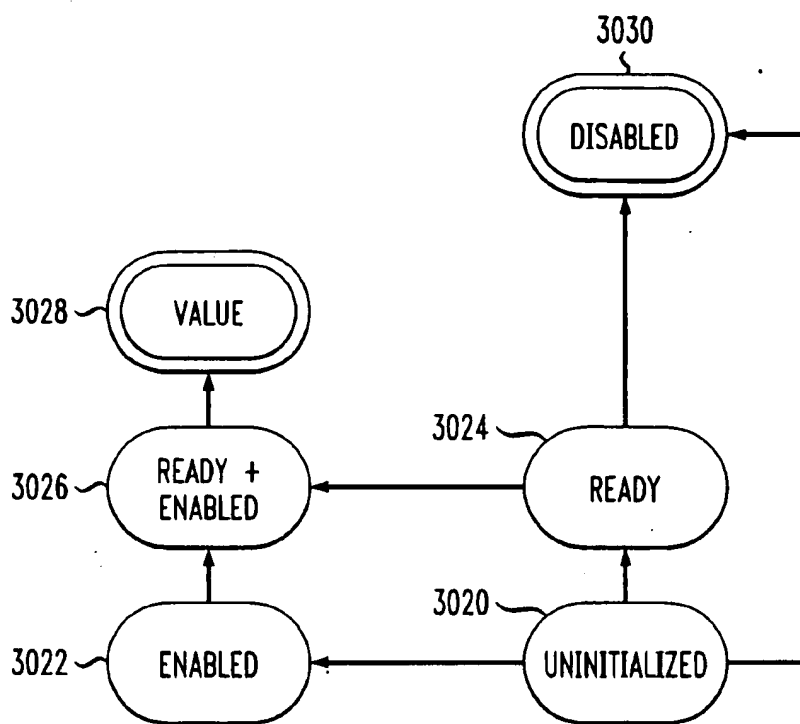 3030
DISABLED
3028
VALUE
3024
3026
READY +
ENABLED
READY
3020
3022
ENABLED
UNINITIALIZED